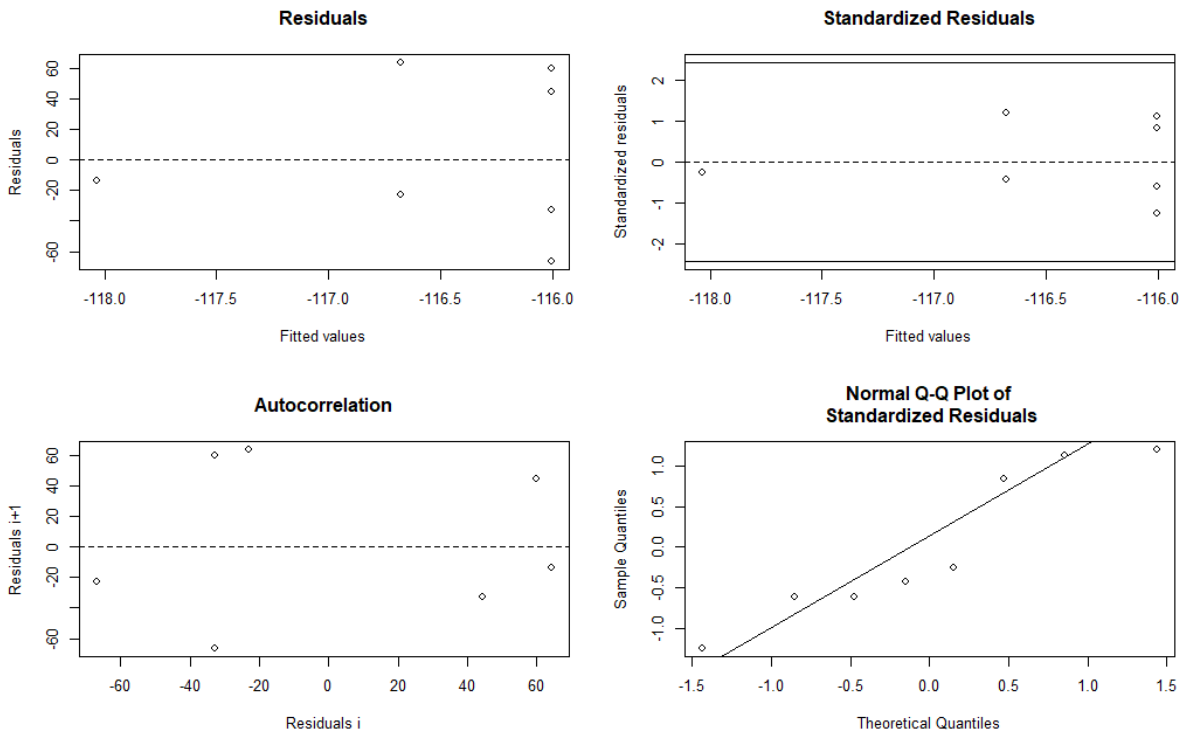 Residuals
Residuals
60
40
20
0
-20
-60
-118.0 -117.5 -117.0 -116.5 -116.0
Fitted values
Standardized Residuals
Standardized residuals
2
1
0
-1
-2
-118.0 -117.5 -117.0 -116.5 -116.0
Fitted values
Autocorrelation
Residuals i+1
60
40
20
0
-20
-60
-60 -40 -20 0 20 40 60
Residuals i
Normal Q-Q Plot of
Standardized Residuals
Sample Quantiles
1.0
0.5
0.0
-0.5
-1.0
-1.5 -1.0 -0.5 0.0 0.5 1.0 1.5
Theoretical Quantiles